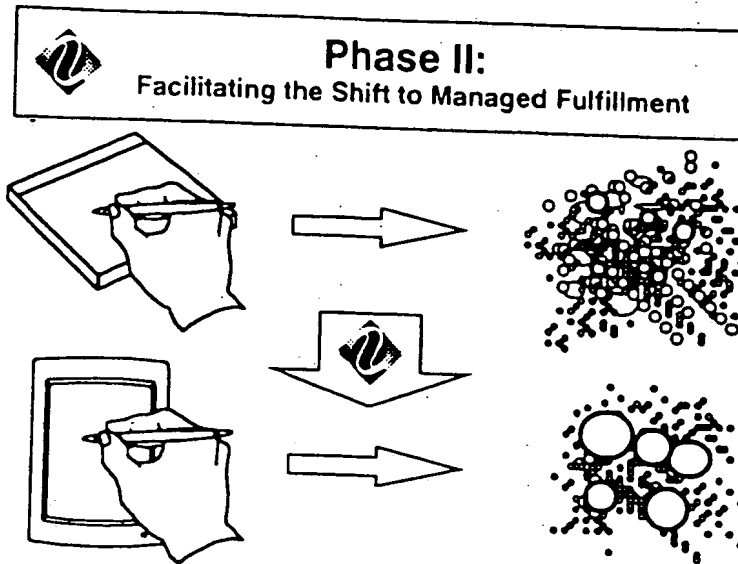 Phase II:
Facilitating the Shift to Managed Fulfillment